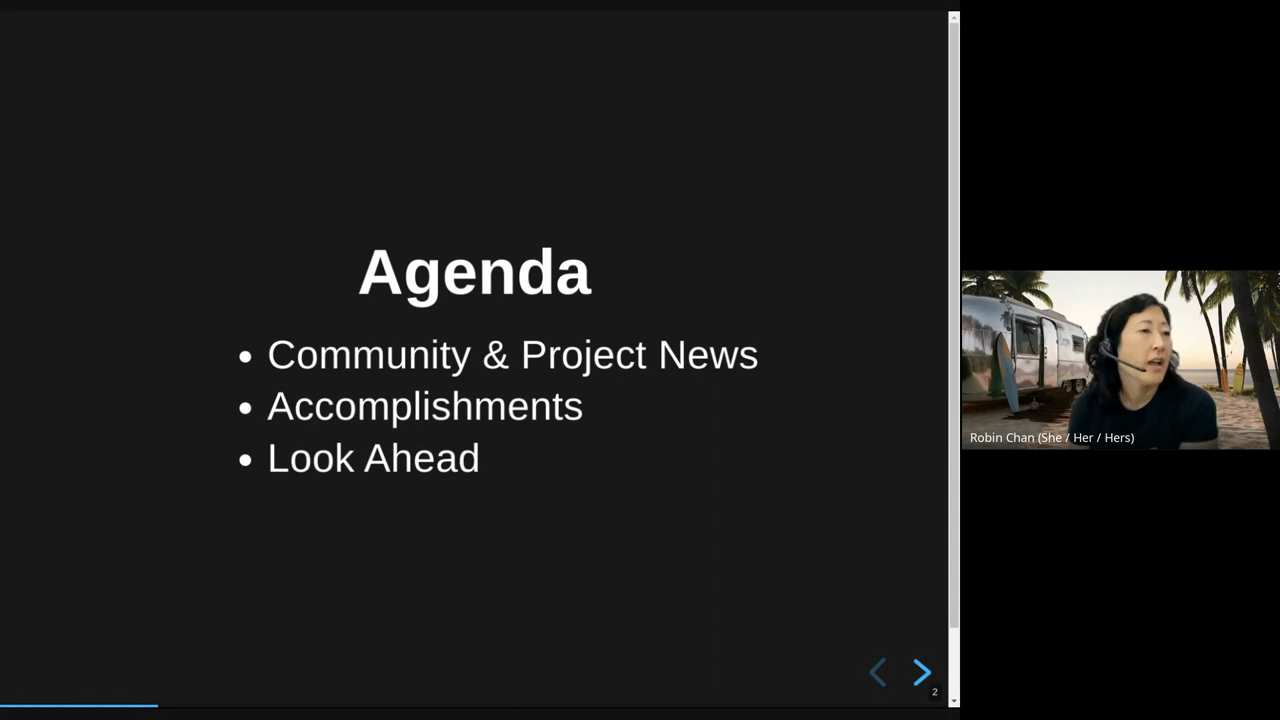 Agenda
• Community & Project News
• Accomplishments
• Look Ahead
2
Robin Chan (She / Her / Hers)